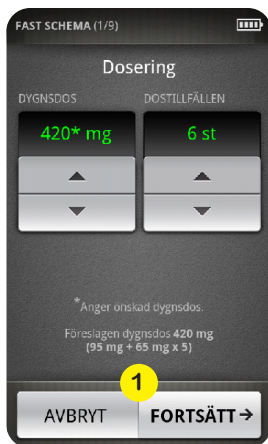 FAST SCHEMA (1/9)
Dosering
DYGNSDOS DOSTILLFÄLLEN
420* mg 6 st
*Anger önskad dygnsdos.
Föreslagen dygnsdos 420 mg
(95 mg + 65 mg x 5)
1
AVBRYT FORTSÄTT →